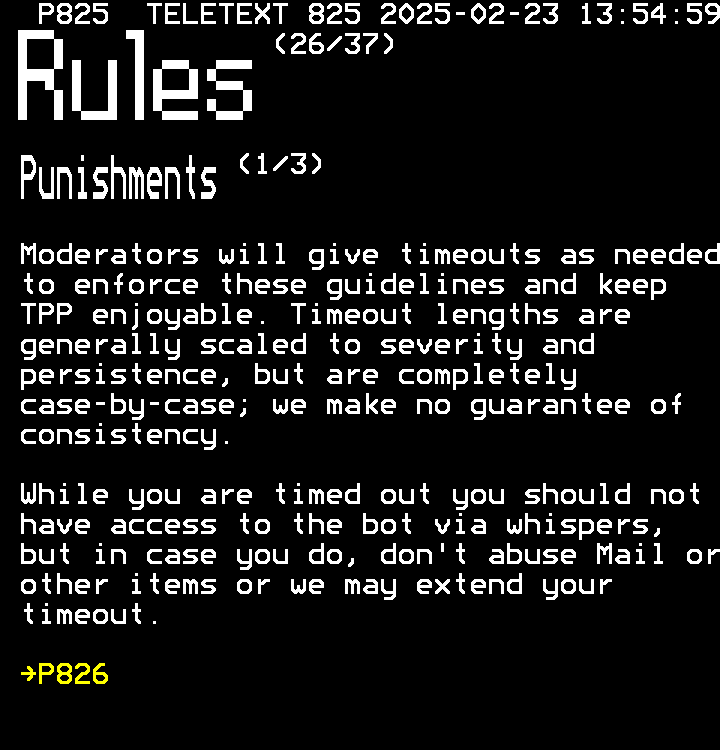 P825 TELETEXT 825 2025-02-23 13:54:59
Rules (26/37)
Punishments (1/3)
Moderators will give timeouts as needed
to enforce these guidelines and keep
TPP enjoyable. Timeout lengths are
generally scaled to severity and
persistence, but are completely
case-by-case; we make no guarantee of
consistency.
While you are timed out you should not
have access to the bot via whispers,
but in case you do, don't abuse Mail or
other items or we may extend your
timeout.
→P826